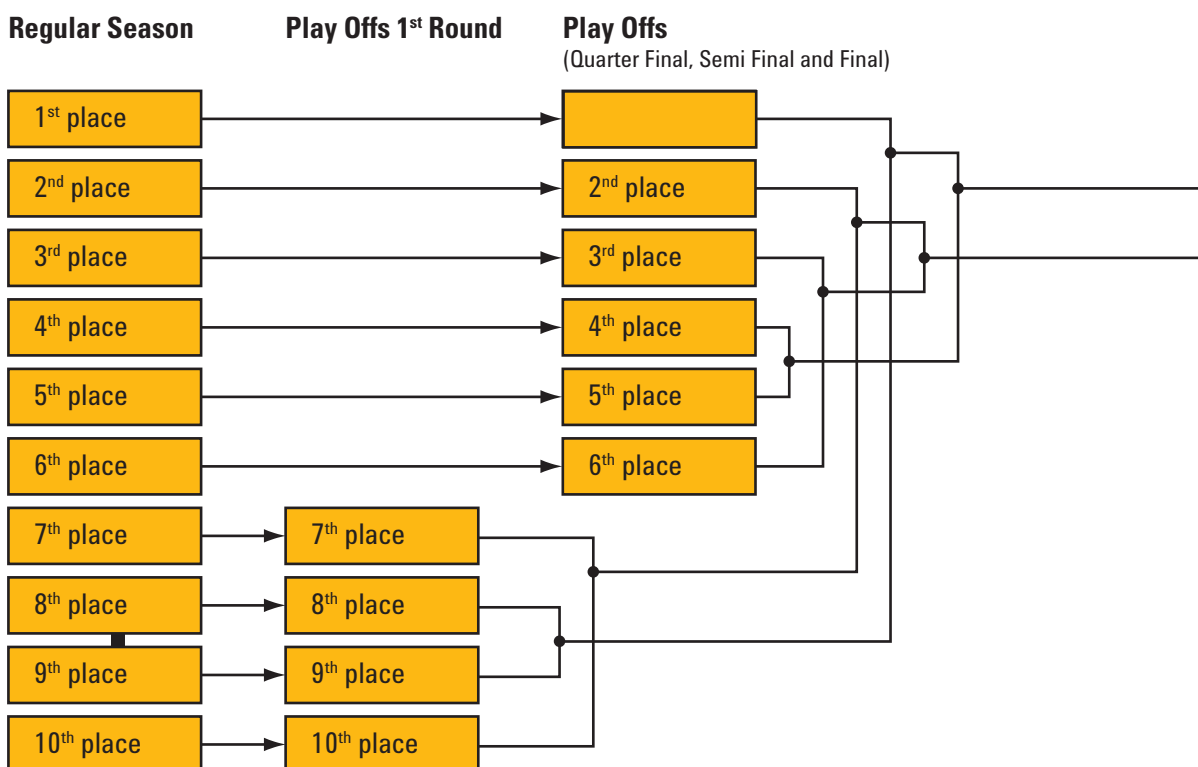 Regular Season
Play Offs 1st Round
Play Offs
(Quarter Final, Semi Final and Final)
1st place
2nd place
2nd place
3rd place
3rd place
4th place
4th place
5th place
5th place
6th place
6th place
7th place
7th place
8th place
8th place
9th place
9th place
10th place
10th place